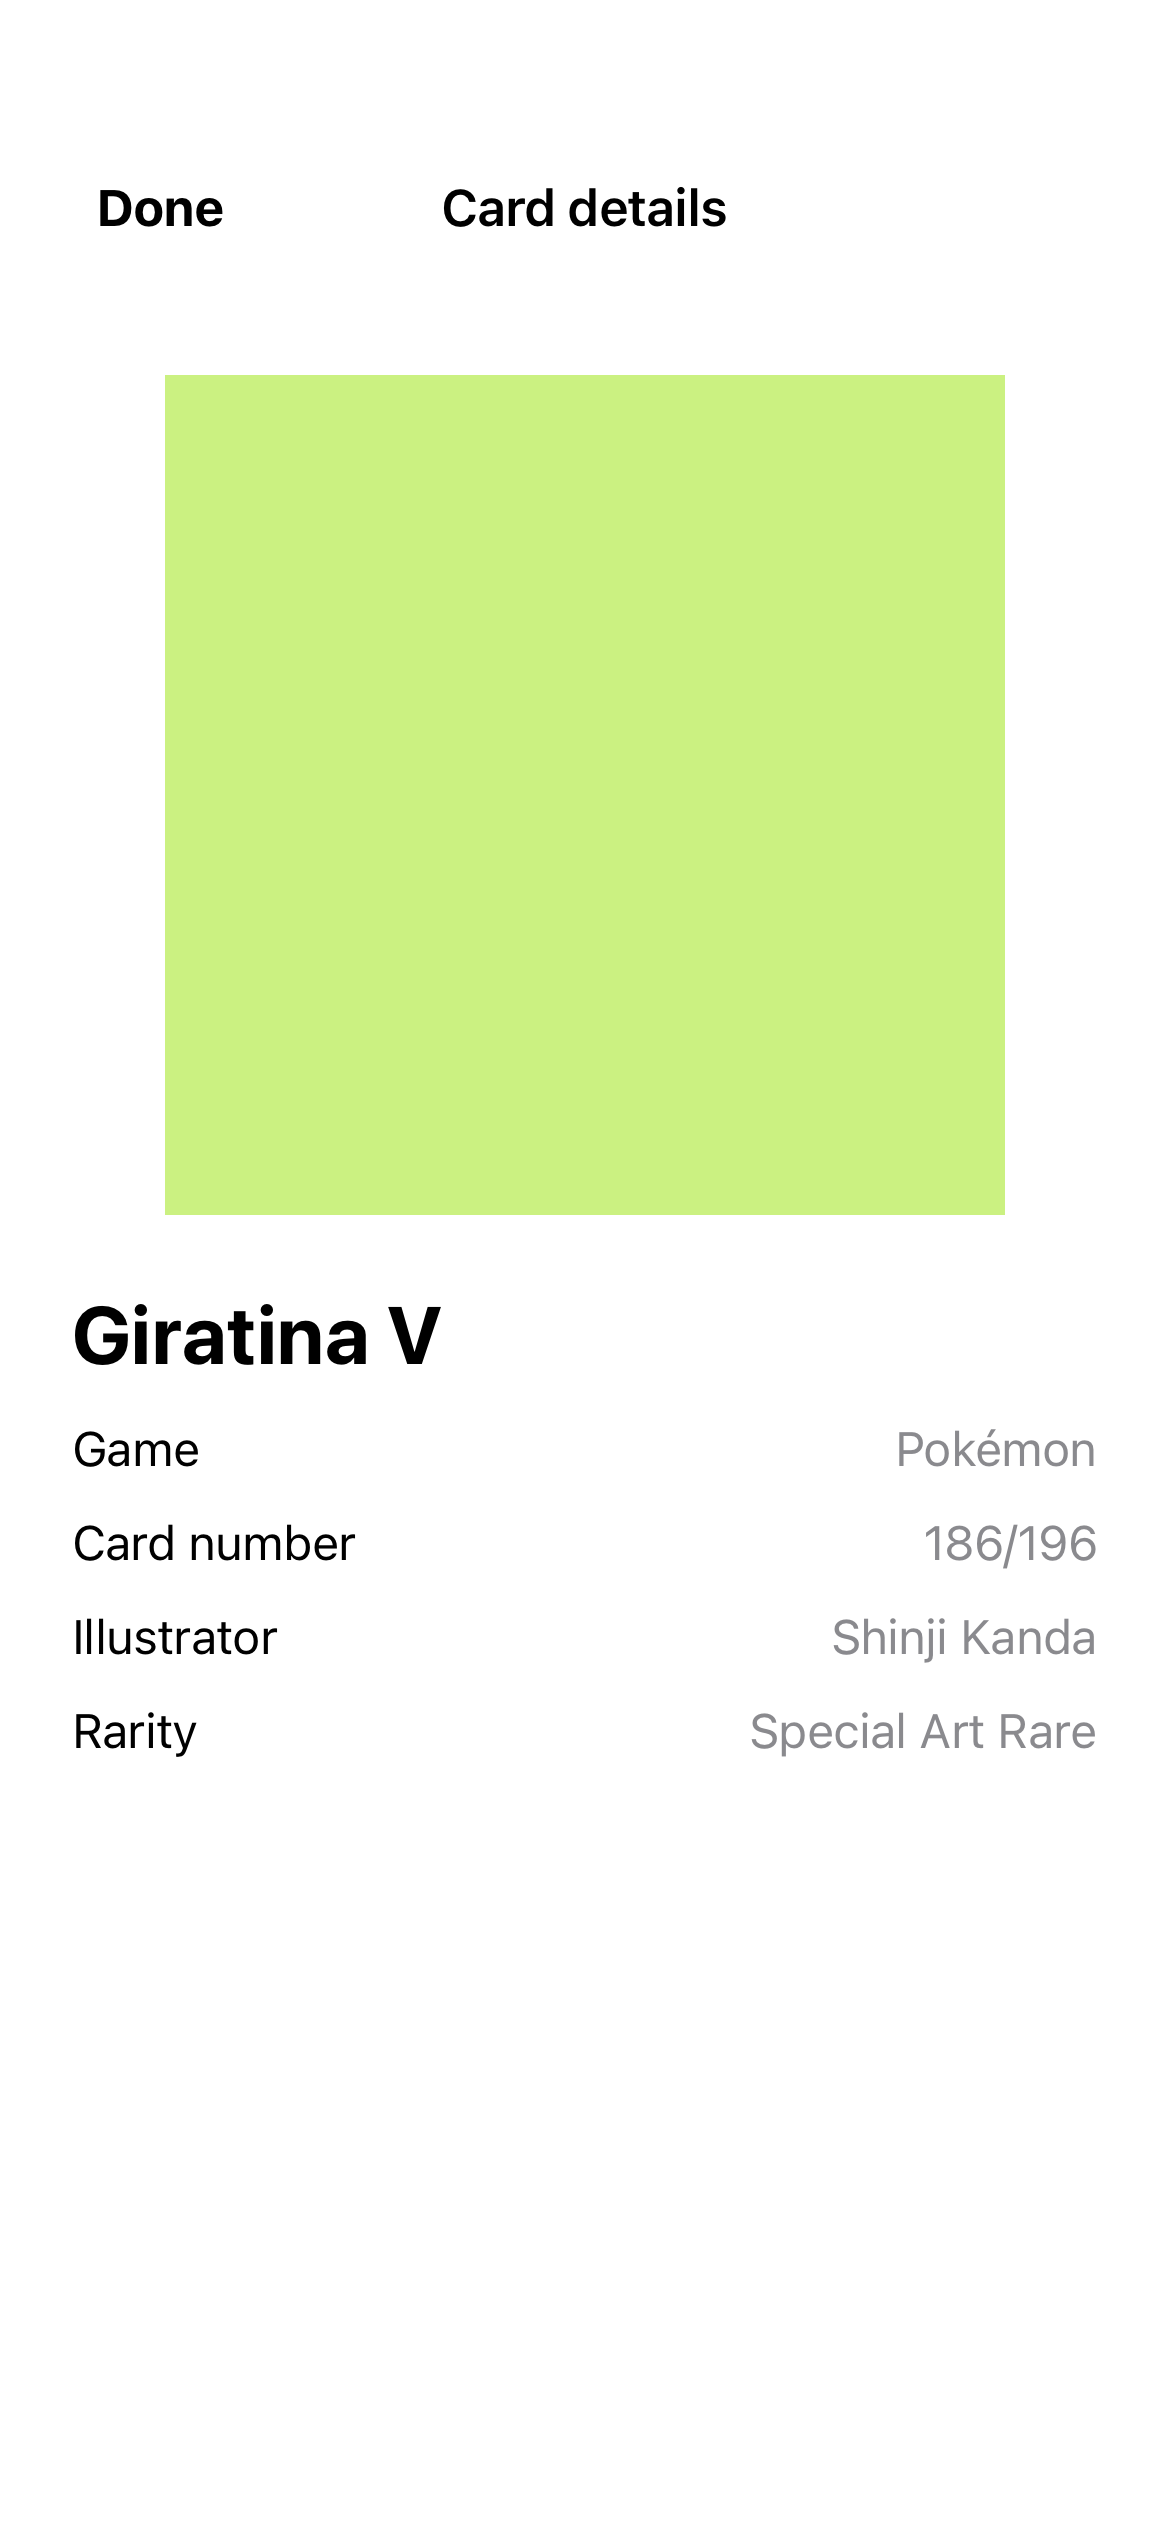 Done
Card details
Giratina V
Game Pokémon
Card number 186/196
Illustrator Shinji Kanda
Rarity Special Art Rare